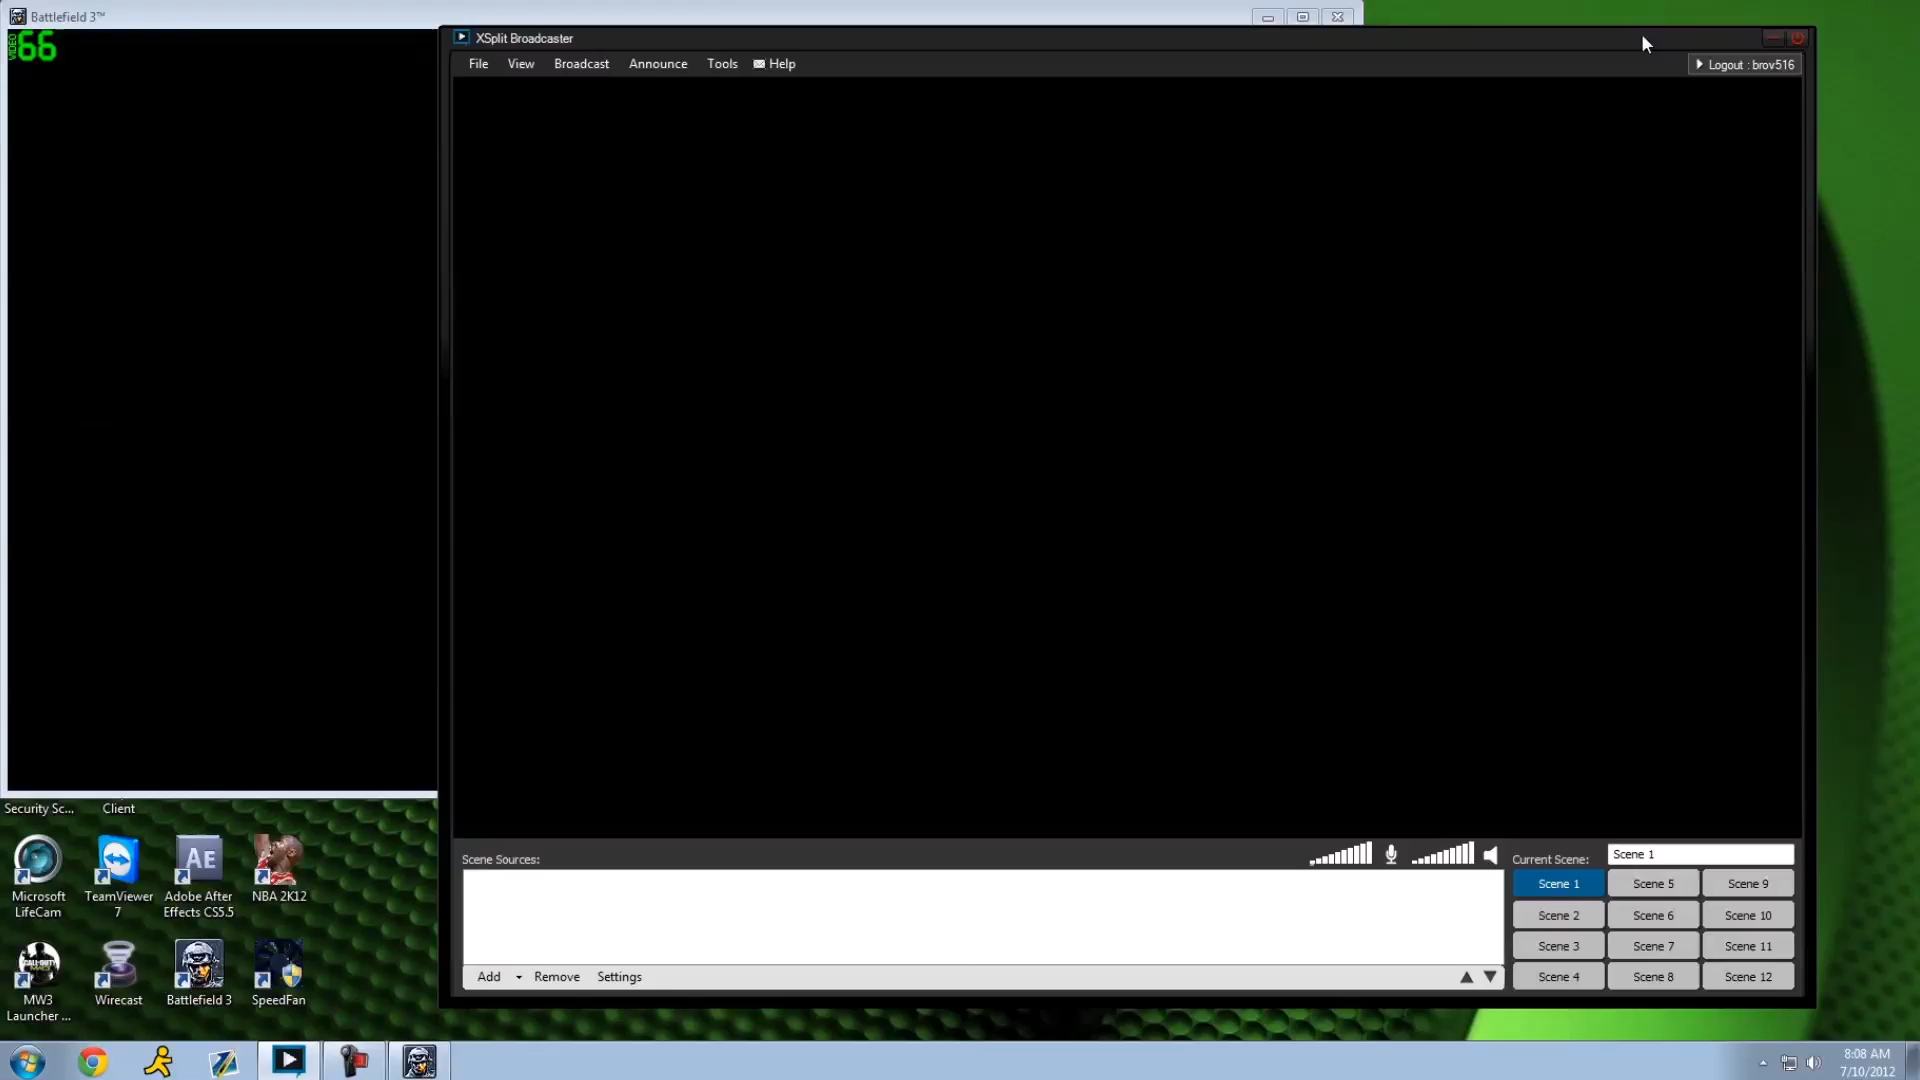 Battlefield 3™
VIDEO 66
XSplit Broadcaster
File View Broadcast Announce Tools Help
Logout : brov516
Security Sc...
Client
Microsoft LifeCam
TeamViewer 7
AE
Adobe After Effects CS5.5
NBA 2K12
MW3 Launcher ...
Wirecast
Battlefield 3
SpeedFan
Scene Sources:
Add Remove Settings
Current Scene: Scene 1
Scene 1 Scene 5 Scene 9
Scene 2 Scene 6 Scene 10
Scene 3 Scene 7 Scene 11
Scene 4 Scene 8 Scene 12
8:08 AM
7/10/2012